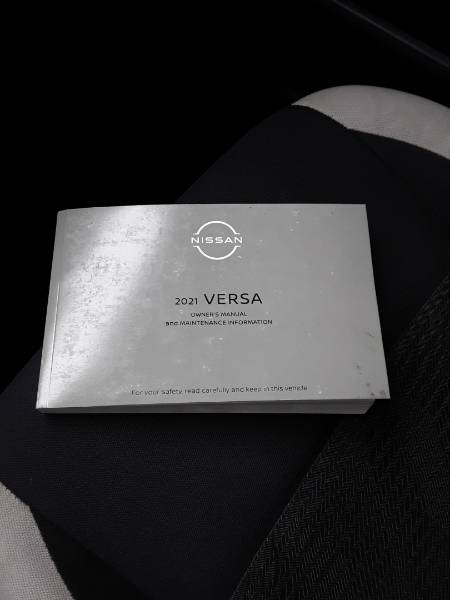 NISSAN
2021 VERSA
OWNER'S MANUAL
and MAINTENANCE INFORMATION
For your safety, read carefully and keep in this vehicle.